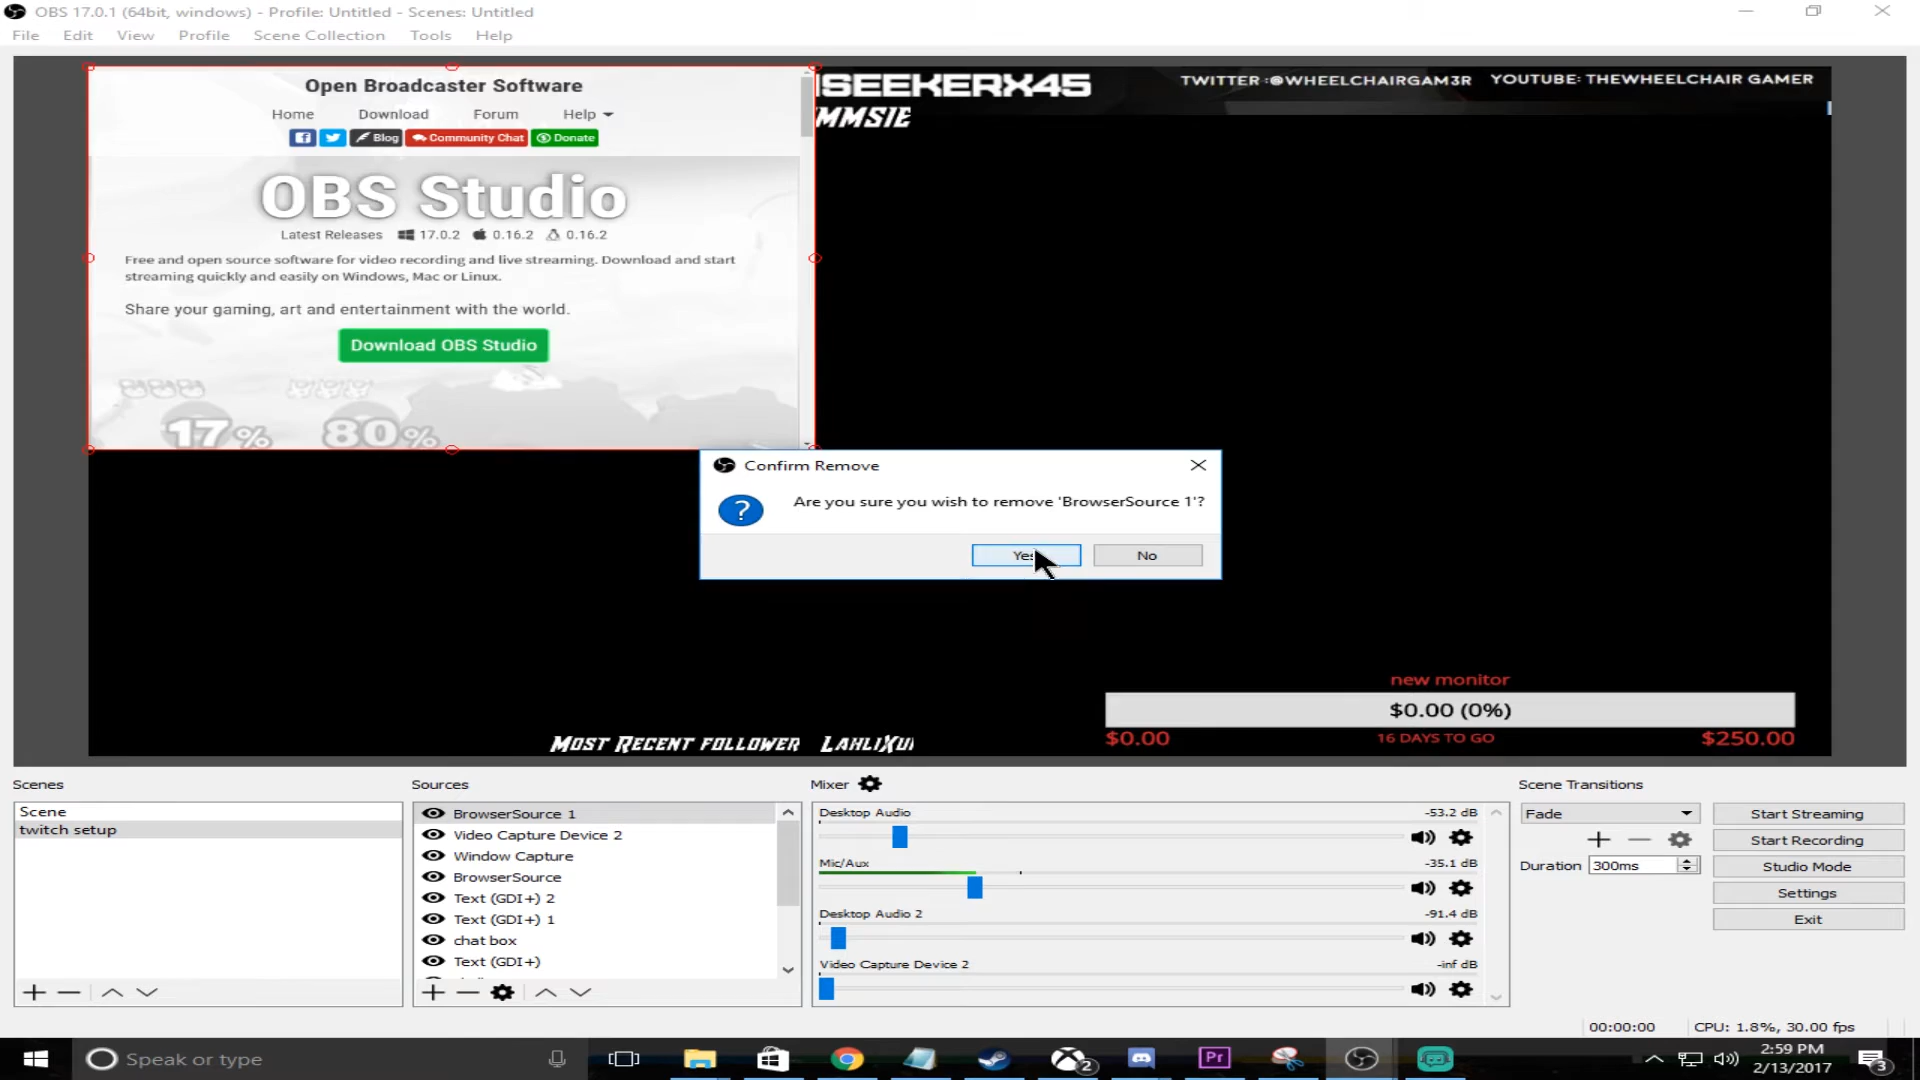 OBS 17.0.1 (64bit, windows) - Profile: Untitled - Scenes: Untitled
File Edit View Profile Scene Collection Tools Help
Open Broadcaster Software
Home Download Forum Help
Blog Community Chat Donate
OBS Studio
Latest Releases 17.0.2 0.16.2 0.16.2
Free and open source software for video recording and live streaming. Download and start
streaming quickly and easily on Windows, Mac or Linux.
Share your gaming, art and entertainment with the world.
Download OBS Studio
17% 80%
SEEKERX45
MMSIE
TWITTER :@WHEELCHAIRGAM3R YOUTUBE: THEWHEELCHAIR GAMER
Confirm Remove
Are you sure you wish to remove 'BrowserSource 1'?
Yes No
new monitor
$0.00 (0%)
$0.00 16 DAYS TO GO $250.00
MOST RECENT FOLLOWER
Scenes
Scene
twitch setup
Sources
BrowserSource 1
Video Capture Device 2
Window Capture
BrowserSource
Text (GDI+) 2
Text (GDI+) 1
chat box
Text (GDI+)
Mixer
Desktop Audio -53.2 dB
Mic/Aux -35.1 dB
Desktop Audio 2 -91.4 dB
Video Capture Device 2 -inf dB
Scene Transitions
Fade
Duration 300ms
Start Streaming
Start Recording
Studio Mode
Settings
Exit
00:00:00 CPU: 1.8%, 30.00 fps
Speak or type
2
Pr
2:59 PM
2/13/2017
3